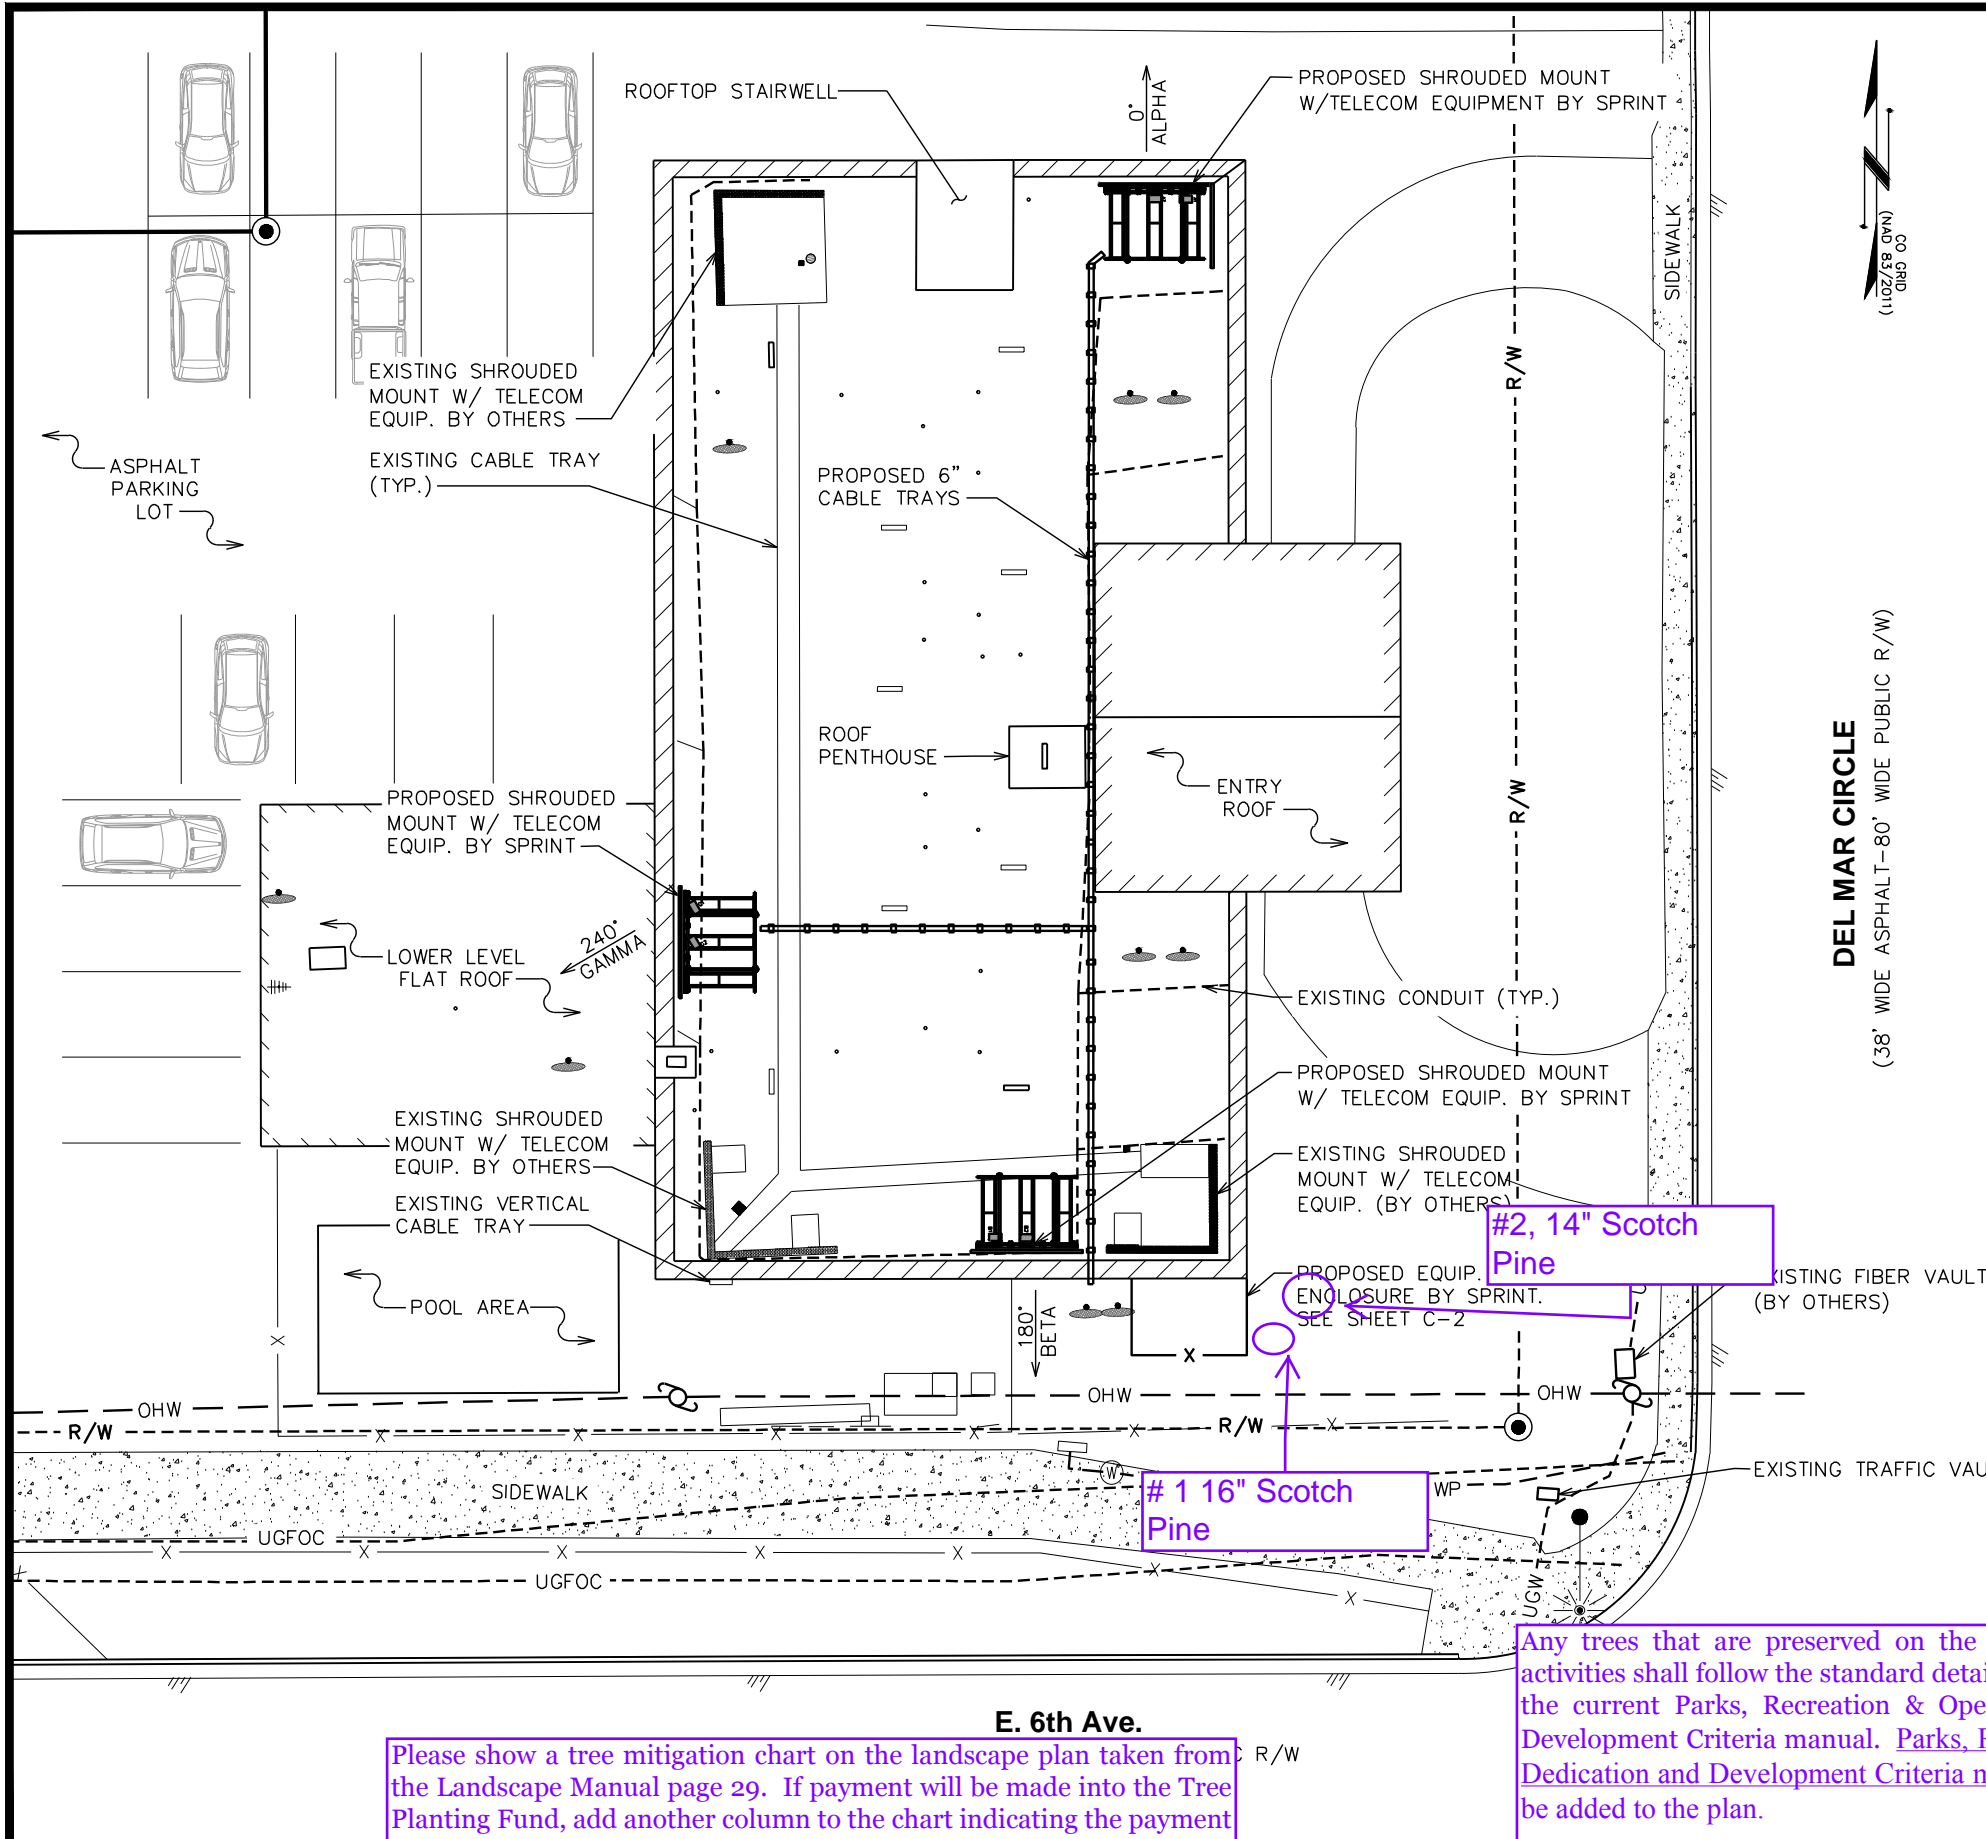 ROOFTOP STAIRWELL
0°
ALPHA
PROPOSED SHROUDED MOUNT
W/TELECOM EQUIPMENT BY SPRINT
CO GRID
(NAD 83/2011)
SIDEWALK
R/W
EXISTING SHROUDED
MOUNT W/ TELECOM
EQUIP. BY OTHERS
EXISTING CABLE TRAY
(TYP.)
ASPHALT
PARKING
LOT
PROPOSED 6"
CABLE TRAYS
DEL MAR CIRCLE
(38' WIDE ASPHALT-80' WIDE PUBLIC R/W)
ROOF
PENTHOUSE
ENTRY
ROOF
R/W
PROPOSED SHROUDED
MOUNT W/ TELECOM
EQUIP. BY SPRINT
240°
GAMMA
LOWER LEVEL
FLAT ROOF
EXISTING CONDUIT (TYP.)
PROPOSED SHROUDED MOUNT
W/ TELECOM EQUIP. BY SPRINT
EXISTING SHROUDED
MOUNT W/ TELECOM
EQUIP. BY OTHERS
EXISTING SHROUDED
MOUNT W/ TELECOM
EQUIP. (BY OTHERS)
EXISTING VERTICAL
CABLE TRAY
#2, 14" Scotch
Pine
POOL AREA
180°
BETA
PROPOSED EQUIP.
ENCLOSURE BY SPRINT.
SEE SHEET C-2
XISTING FIBER VAULT
(BY OTHERS)
X
X
OHW
OHW
OHW
R/W
X
X
X
X
X
R/W
X
W
# 1 16" Scotch
Pine
WP
EXISTING TRAFFIC VAU
SIDEWALK
UGFOC
X
X
X
X
X
X
X
UGFOC
UGW
E. 6th Ave.
R/W
Please show a tree mitigation chart on the landscape plan taken from
the Landscape Manual page 29. If payment will be made into the Tree
Planting Fund, add another column to the chart indicating the payment
Any trees that are preserved on the
activities shall follow the standard detai
the current Parks, Recreation & Ope
Development Criteria manual. Parks, R
Dedication and Development Criteria m
be added to the plan.